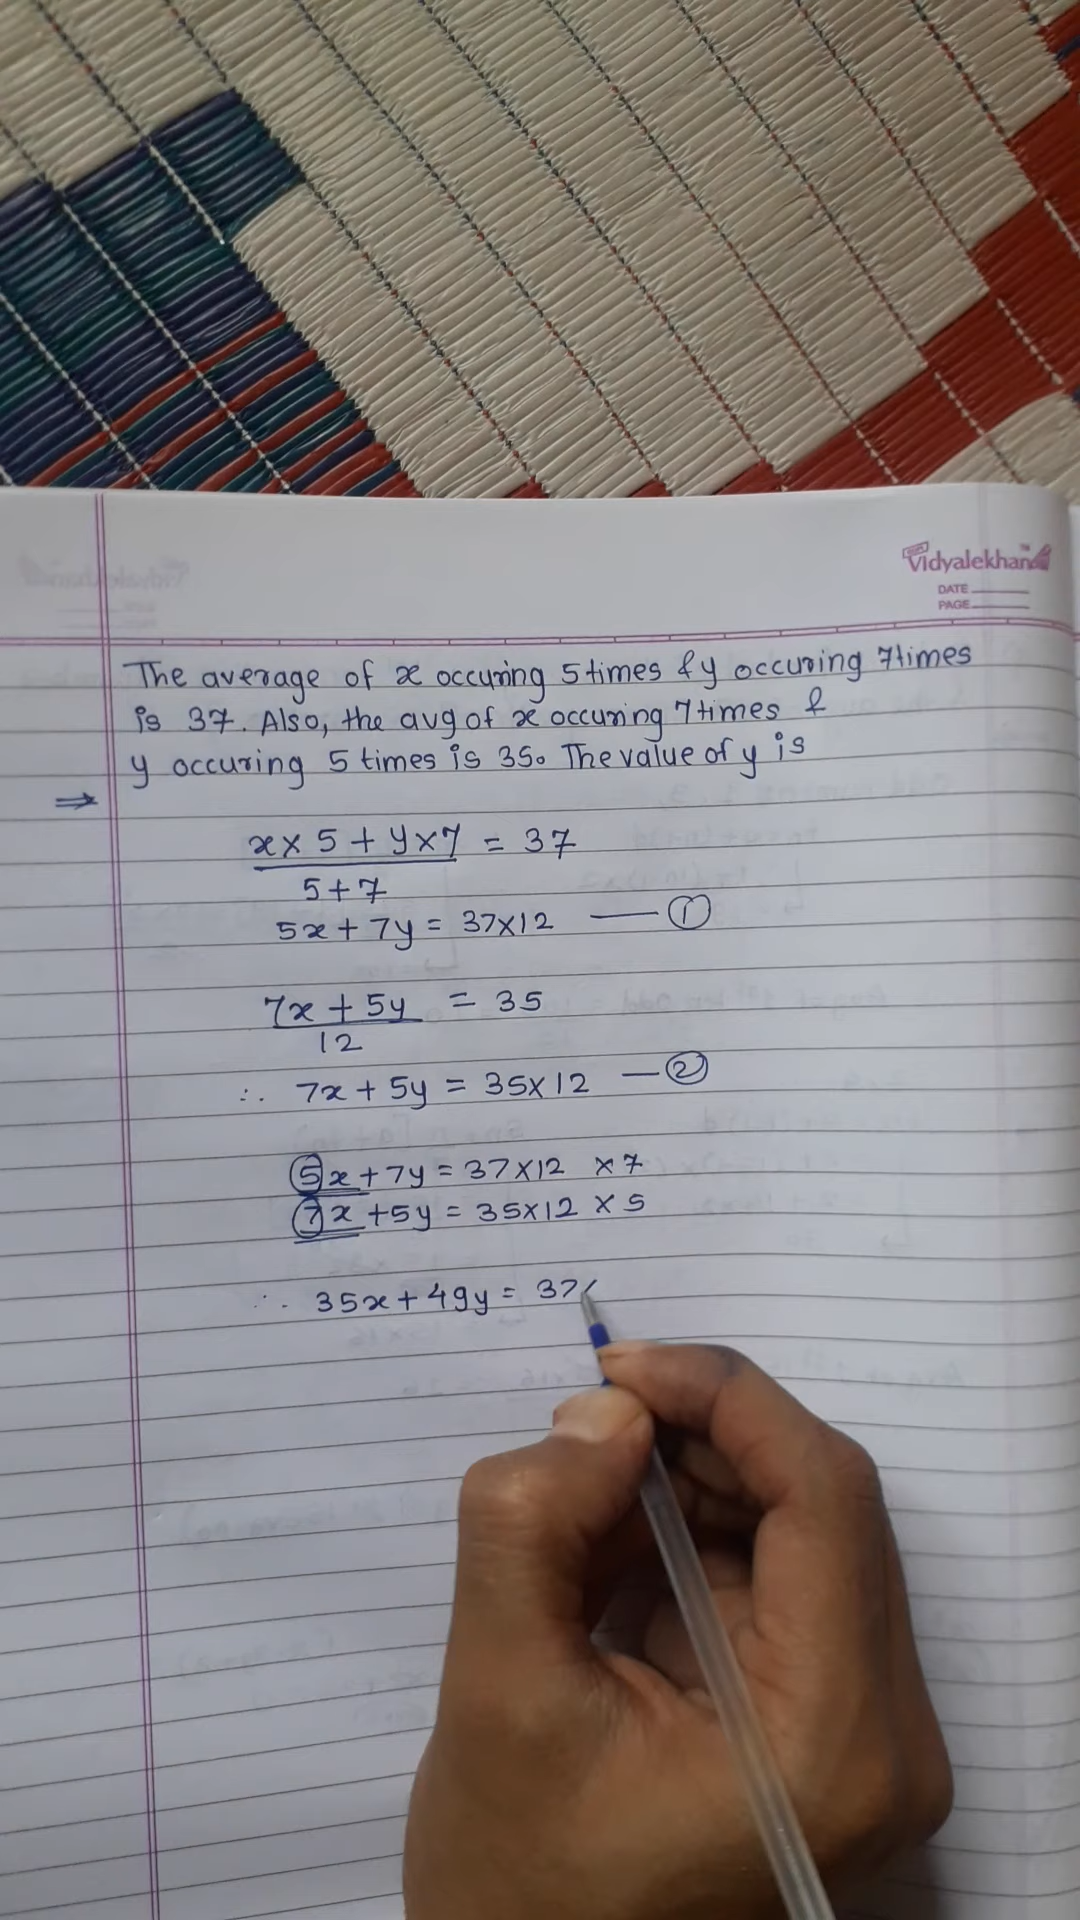 Vidyalekhan
DATE
PAGE
The average of x occuring 5 times & y occuring 7 times
is 37. Also, the avg of x occuring 7 times &
y occuring 5 times is 35. The value of y is
⇒
x × 5 + y × 7 = 37
5 + 7
5x + 7y = 37×12 — ①
7x + 5y = 35
12
∴ 7x + 5y = 35×12 — ②
5x + 7y = 37×12 × 7
7x + 5y = 35×12 × 5
∴ 35x + 49y = 37